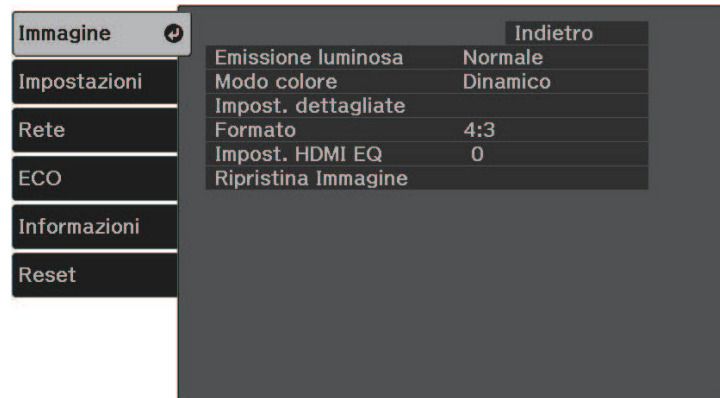 Immagine
Impostazioni
Rete
ECO
Informazioni
Reset
Indietro
Emissione luminosa Normale
Modo colore Dinamico
Impost. dettagliate
Formato 4:3
Impost. HDMI EQ 0
Ripristina Immagine